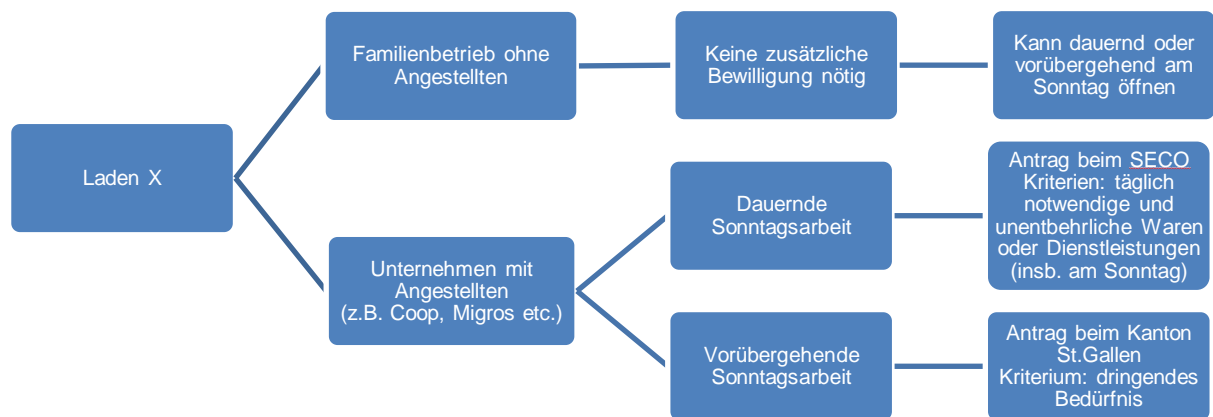 Laden X
Familienbetrieb ohne
Angestellten
Keine zusätzliche
Bewilligung nötig
Kann dauernd oder
vorübergehend am
Sonntag öffnen
Unternehmen mit
Angestellten
(z.B. Coop, Migros etc.)
Dauernde
Sonntagsarbeit
Antrag beim SECO
Kriterien: täglich
notwendige und
unentbehrliche Waren
oder Dienstleistungen
(insb. am Sonntag)
Vorübergehende
Sonntagsarbeit
Antrag beim Kanton
St.Gallen
Kriterium: dringendes
Bedürfnis